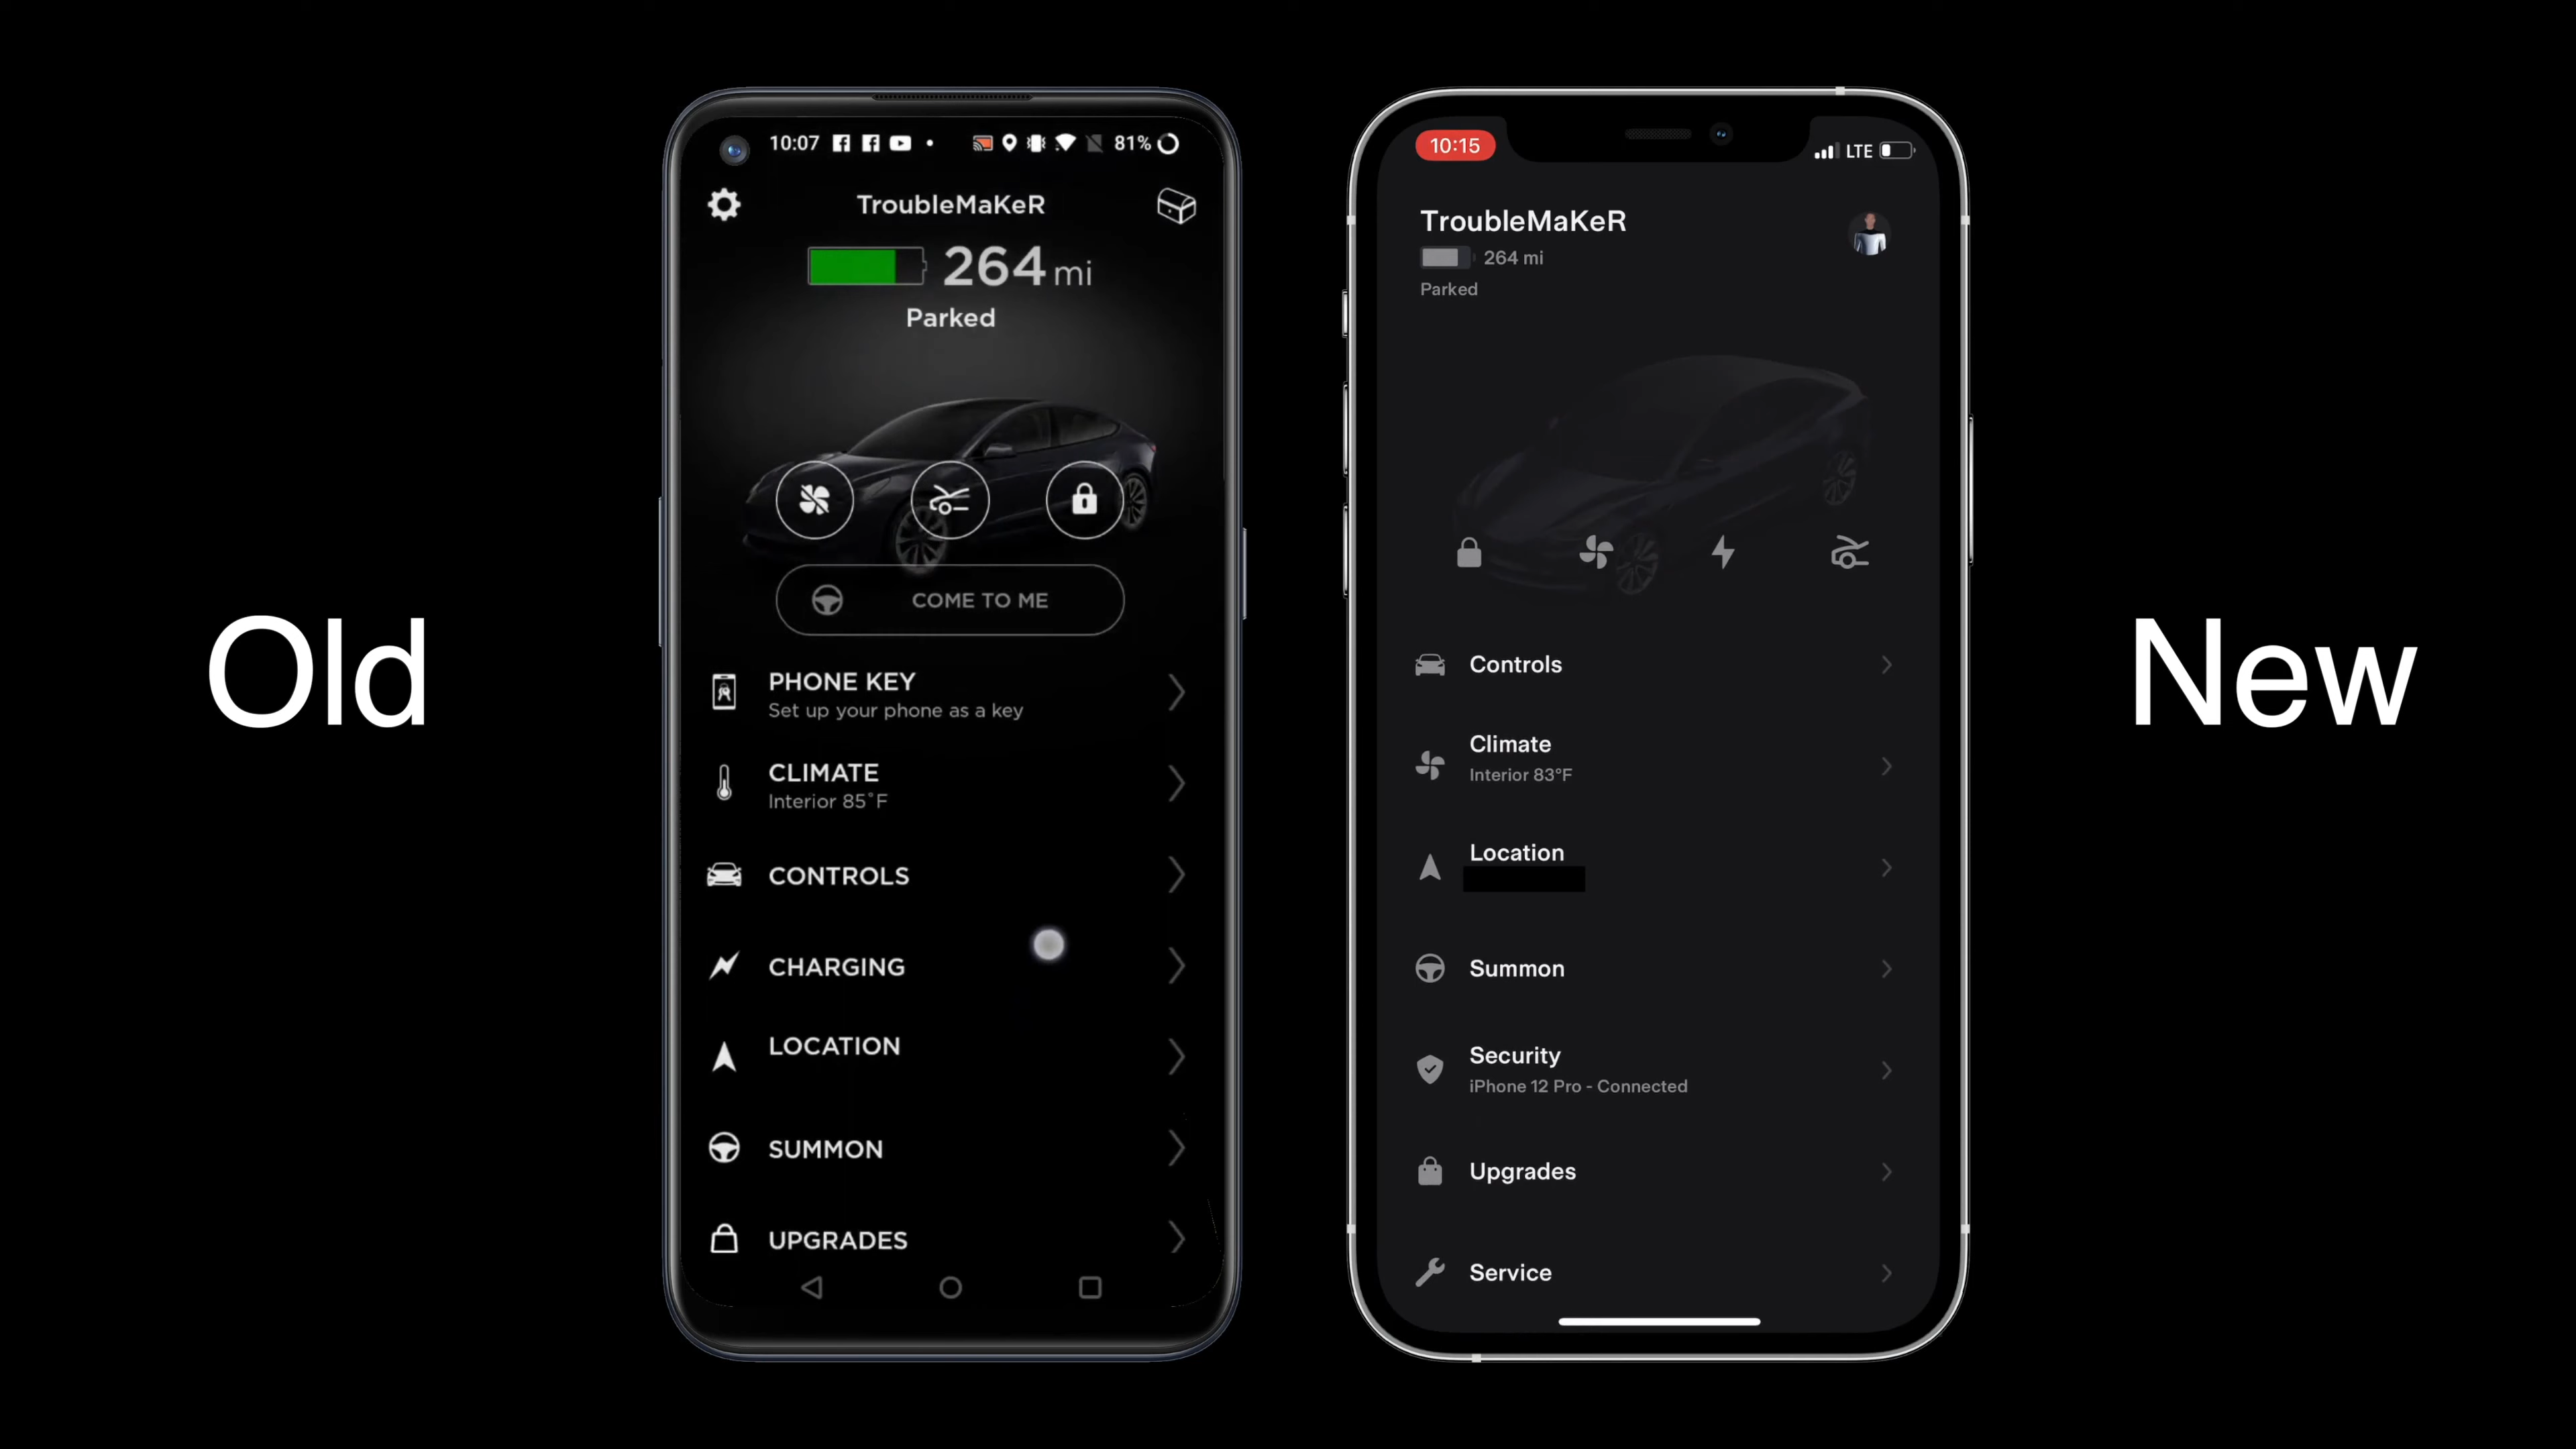 Old
10:07
81%
TroubleMaKeR
264 mi
Parked
COME TO ME
PHONE KEY
Set up your phone as a key
CLIMATE
Interior 85°F
CONTROLS
CHARGING
LOCATION
SUMMON
UPGRADES
10:15
LTE
TroubleMaKeR
264 mi
Parked
Controls
Climate
Interior 83°F
Location
Summon
Security
iPhone 12 Pro - Connected
Upgrades
Service
New